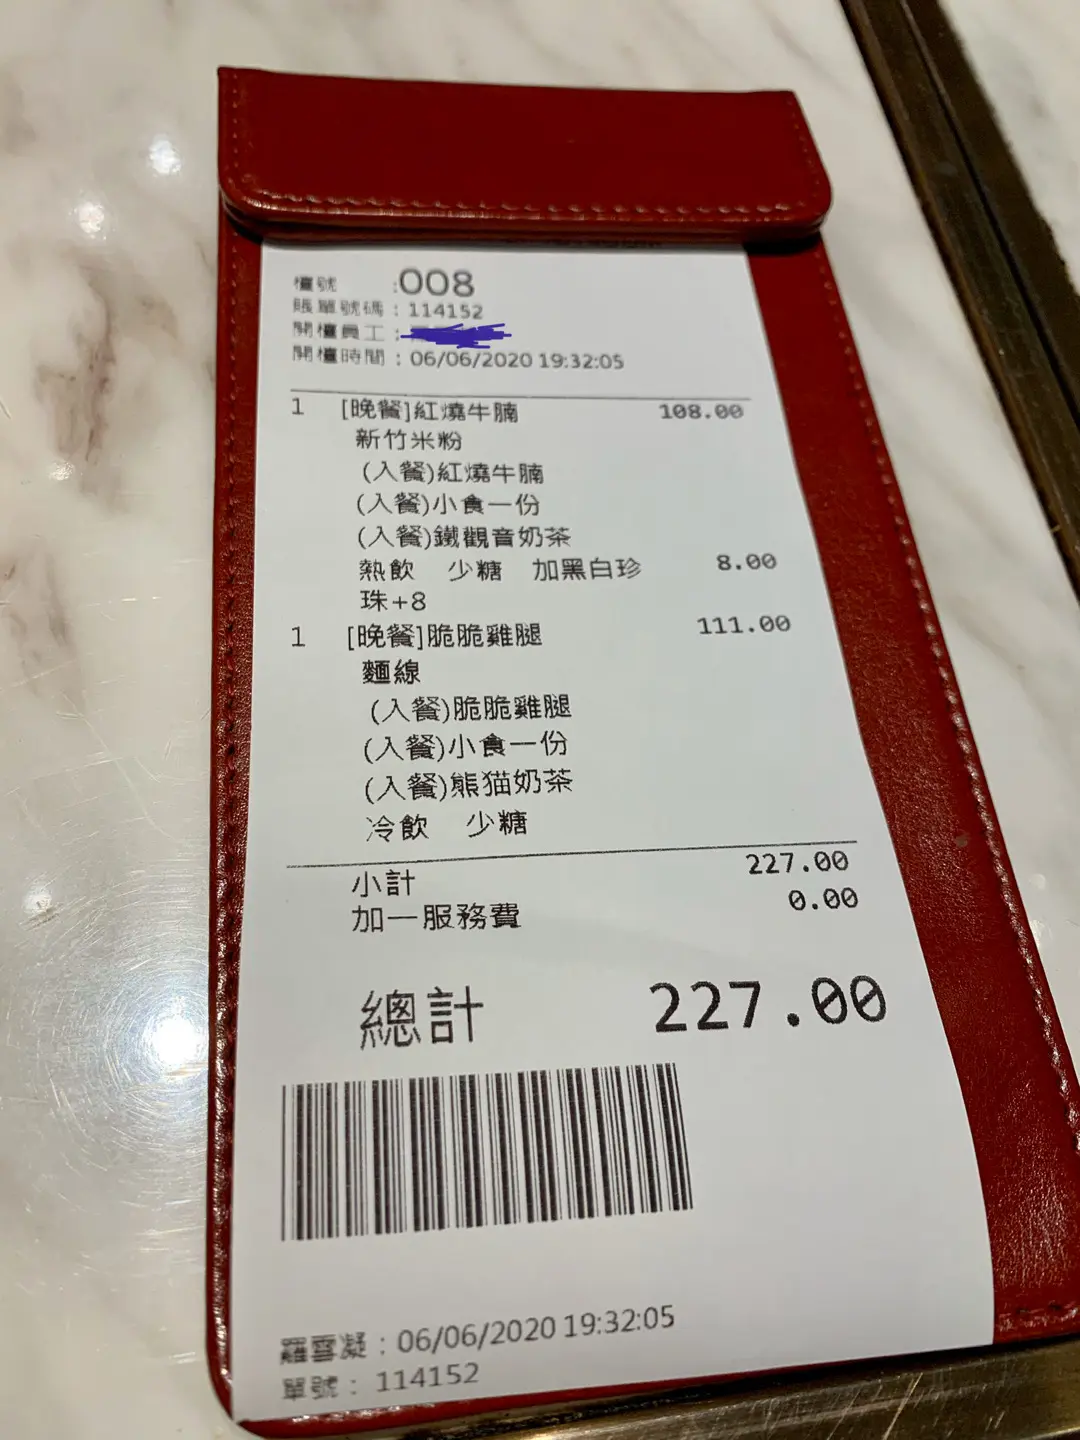 檯號 :008
賬單號碼：114152
開檯員工：
開檯時間：06/06/2020 19:32:05
1 [晚餐]紅燒牛腩 108.00
新竹米粉
(入餐)紅燒牛腩
(入餐)小食一份
(入餐)鐵觀音奶茶
熱飲 少糖 加黑白珍 8.00
珠+8
1 [晚餐]脆脆雞腿 111.00
麵線
(入餐)脆脆雞腿
(入餐)小食一份
(入餐)熊猫奶茶
冷飲 少糖
小計 227.00
加一服務費 0.00
總計 227.00
羅雪凝：06/06/2020 19:32:05
單號：114152